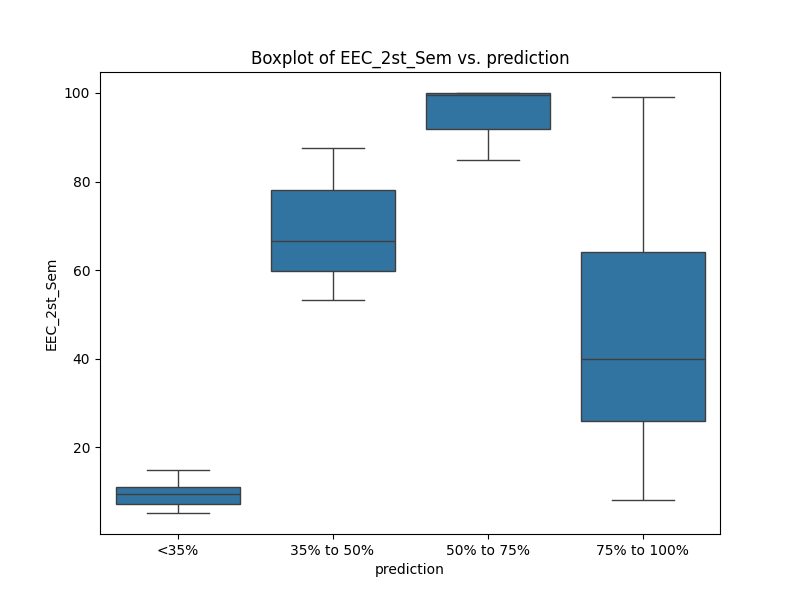 Boxplot of EEC_2st_Sem vs. prediction
100
80
60
40
20
EEC_2st_Sem
<35%
35% to 50%
50% to 75%
75% to 100%
prediction